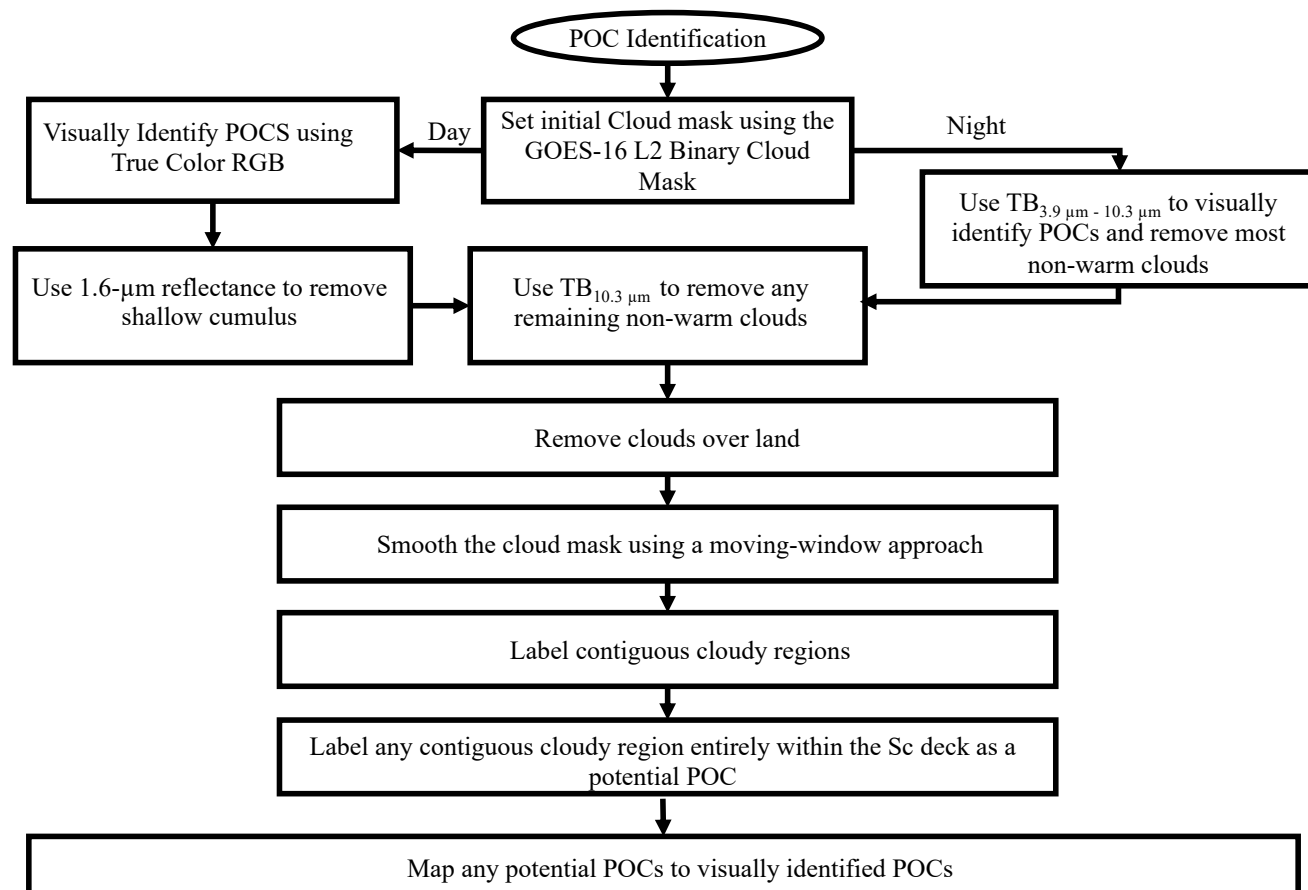 POC Identification
Set initial Cloud mask using the
GOES-16 L2 Binary Cloud
Mask
Day
Night
Visually Identify POCS using
True Color RGB
Use TB3.9 µm - 10.3 µm to visually
identify POCs and remove most
non-warm clouds
Use 1.6-µm reflectance to remove
shallow cumulus
Use TB10.3 µm to remove any
remaining non-warm clouds
Remove clouds over land
Smooth the cloud mask using a moving-window approach
Label contiguous cloudy regions
Label any contiguous cloudy region entirely within the Sc deck as a
potential POC
Map any potential POCs to visually identified POCs